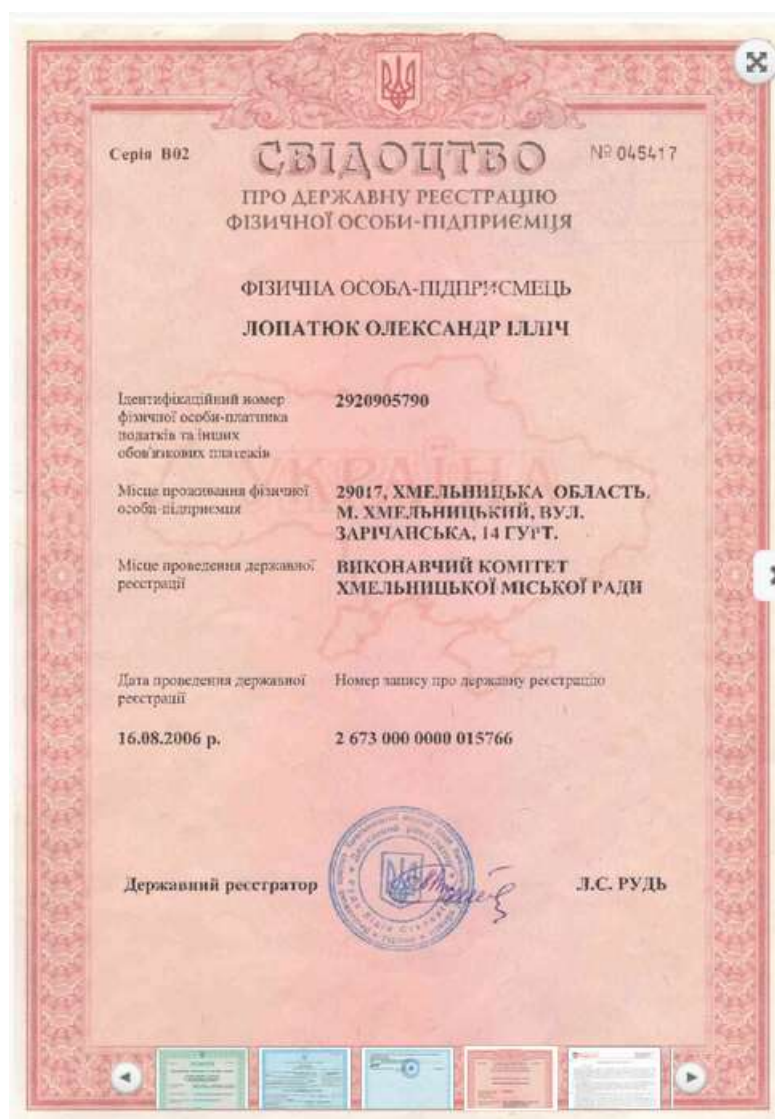 Серія В02
СВІДОЦТВО
№ 045417
ПРО ДЕРЖАВНУ РЕЄСТРАЦІЮ
ФІЗИЧНОЇ ОСОБИ-ПІДПРИЄМЦЯ
ФІЗИЧНА ОСОБА-ПІДПРИЄМЕЦЬ
ЛОПАТЮК ОЛЕКСАНДР ІЛЛІЧ
Ідентифікаційний номер
фізичної особи-платника
податків та інших
обов'язкових платежів
2920905790
УКРАЇНА
Місце проживання фізичної
особи-підприємця
29017, ХМЕЛЬНИЦЬКА ОБЛАСТЬ,
М. ХМЕЛЬНИЦЬКИЙ, ВУЛ.
ЗАРІЧАНСЬКА, 14 ГУРТ.
Місце проведення державної
реєстрації
ВИКОНАВЧИЙ КОМІТЕТ
ХМЕЛЬНИЦЬКОЇ МІСЬКОЇ РАДИ
Дата проведення державної
реєстрації
Номер запису про державну реєстрацію
16.08.2006 р.
2 673 000 0000 015766
Державний реєстратор
Л.С. РУДЬ